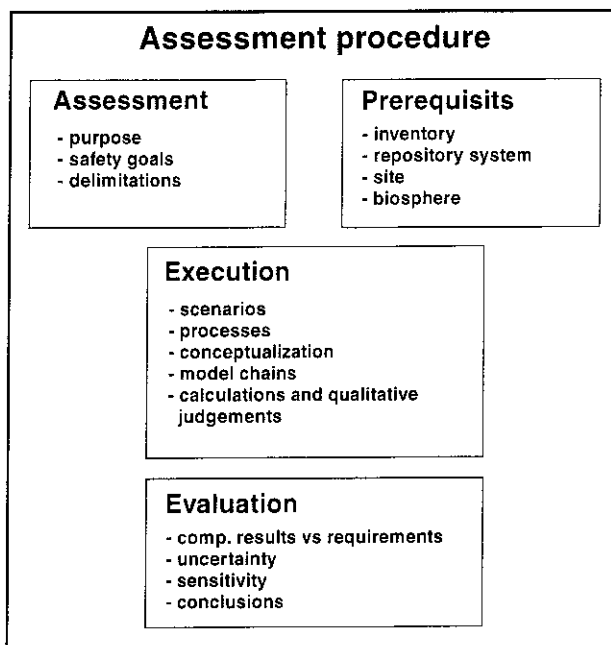 Assessment procedure
Assessment
- purpose
- safety goals
- delimitations
Prerequisits
- inventory
- repository system
- site
- biosphere
Execution
- scenarios
- processes
- conceptualization
- model chains
- calculations and qualitative
judgements
Evaluation
- comp. results vs requirements
- uncertainty
- sensitivity
- conclusions